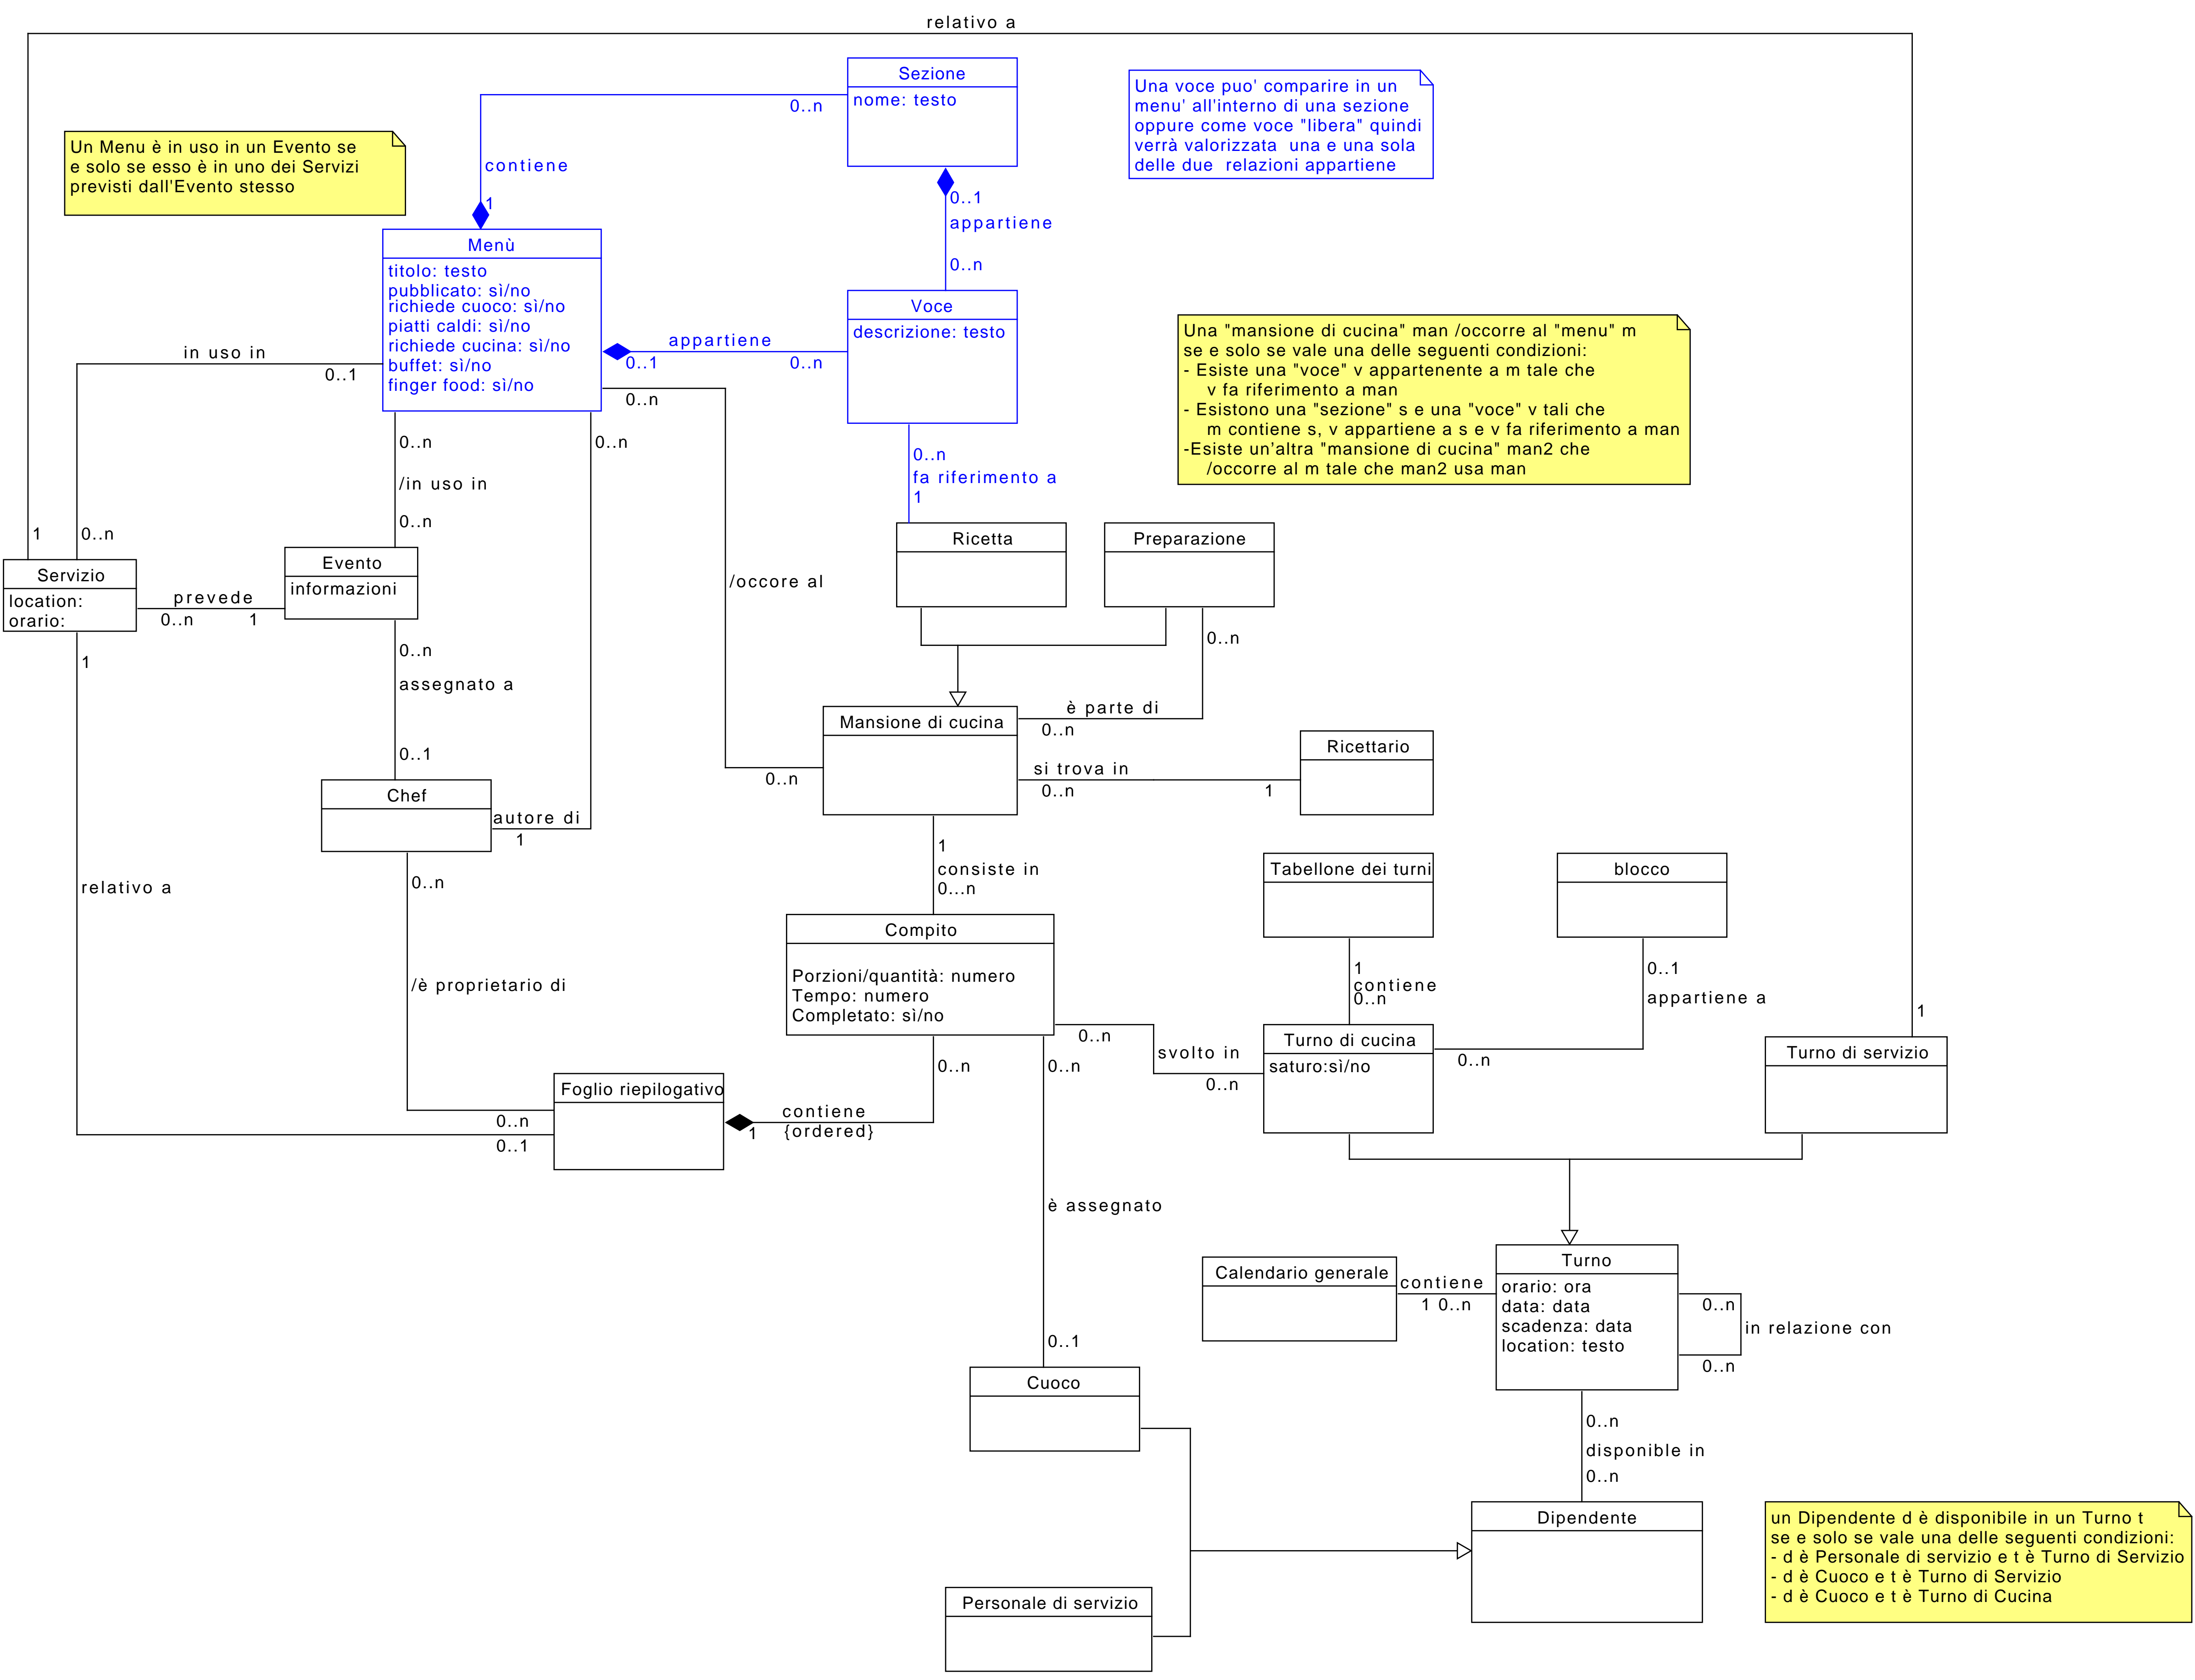 relativo a
Sezione
nome: testo
0..n
contiene
1
Una voce puo' comparire in un
menu' all'interno di una sezione
oppure come voce "libera" quindi
verrà valorizzata  una e una sola
delle due  relazioni appartiene
Un Menu è in uso in un Evento se
e solo se esso è in uno dei Servizi
previsti dall'Evento stesso
0..1
appartiene
0..n
Menù
titolo: testo
pubblicato: sì/no
richiede cuoco: sì/no
piatti caldi: sì/no
richiede cucina: sì/no
buffet: sì/no
finger food: sì/no
Voce
descrizione: testo
appartiene
0..1
0..n
in uso in
0..1
0..n
Una "mansione di cucina" man /occorre al "menu" m
se e solo se vale una delle seguenti condizioni:
- Esiste una "voce" v appartenente a m tale che
v fa riferimento a man
- Esistono una "sezione" s e una "voce" v tali che
m contiene s, v appartiene a s e v fa riferimento a man
-Esiste un'altra "mansione di cucina" man2 che
/occorre al m tale che man2 usa man
0..n
0..n
0..n
fa riferimento a
1
/in uso in
0..n
1
0..n
Ricetta
Preparazione
Servizio
location:
orario:
Evento
informazioni
prevede
0..n
1
/occore al
0..n
1
0..n
assegnato a
0..1
è parte di
0..n
Mansione di cucina
0..n
si trova in
0..n
1
Ricettario
Chef
autore di
1
1
consiste in
0...n
0..n
relativo a
Tabellone dei turni
blocco
Compito
Porzioni/quantità: numero
Tempo: numero
Completato: sì/no
1
contiene
0..n
0..1
appartiene a
/è proprietario di
1
0..n
svolto in
0..n
Turno di cucina
saturo:sì/no
0..n
Turno di servizio
0..n
0..n
Foglio riepilogativo
0..n
0..1
contiene
1
{ordered}
è assegnato
0..1
Calendario generale
contiene
1
0..n
Turno
orario: ora
data: data
scadenza: data
location: testo
0..n
in relazione con
0..n
Cuoco
0..n
disponible in
0..n
Dipendente
Personale di servizio
un Dipendente d è disponibile in un Turno t
se e solo se vale una delle seguenti condizioni:
- d è Personale di servizio e t è Turno di Servizio
- d è Cuoco e t è Turno di Servizio
- d è Cuoco e t è Turno di Cucina